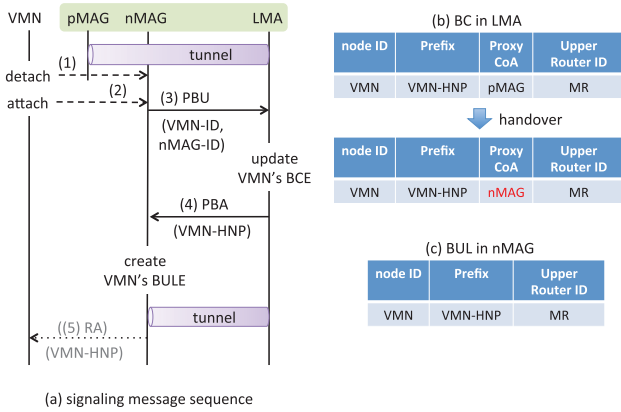 VMN pMAG nMAG LMA
tunnel
detach (1)
attach (2)
(3) PBU
(VMN-ID,
nMAG-ID)
update
VMN's BCE
(4) PBA
(VMN-HNP)
create
VMN's BULE
tunnel
((5) RA)
(VMN-HNP)
(a) signaling message sequence
(b) BC in LMA
node ID Prefix Proxy CoA Upper Router ID
VMN VMN-HNP pMAG MR
handover
node ID Prefix Proxy CoA Upper Router ID
VMN VMN-HNP nMAG MR
(c) BUL in nMAG
node ID Prefix Upper Router ID
VMN VMN-HNP MR